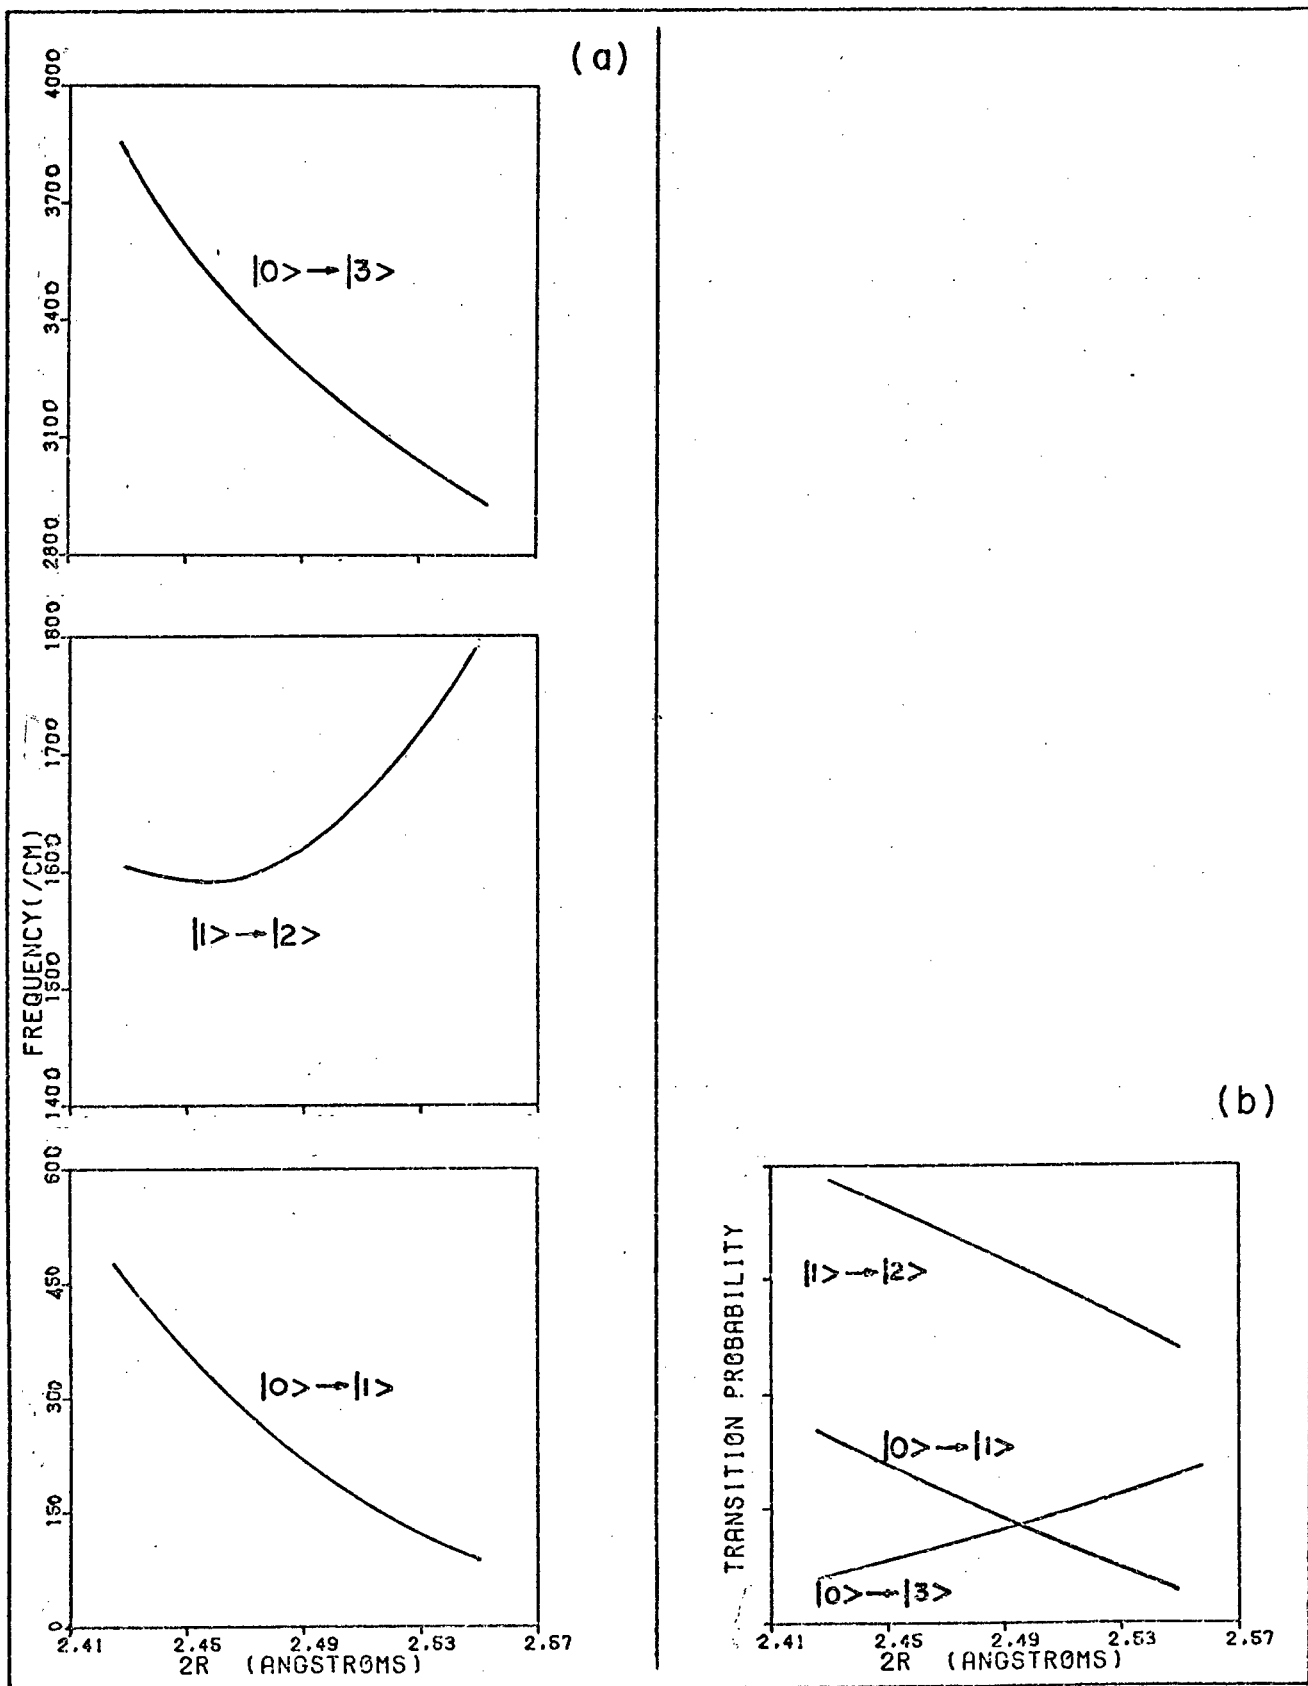 (a)
4000
3700
3400
3100
2800
|0>→|3>
FREQUENCY(/CM)
1800
1700
1600
1500
1400
|1>→|2>
600
450
300
150
0
|0>→|1>
2.41 2.45 2.49 2.53 2.57
2R (ANGSTROMS)
(b)
TRANSITION PROBABILITY
|1>→|2>
|0>→|1>
|0>→|3>
2.41 2.45 2.49 2.53 2.57
2R (ANGSTROMS)